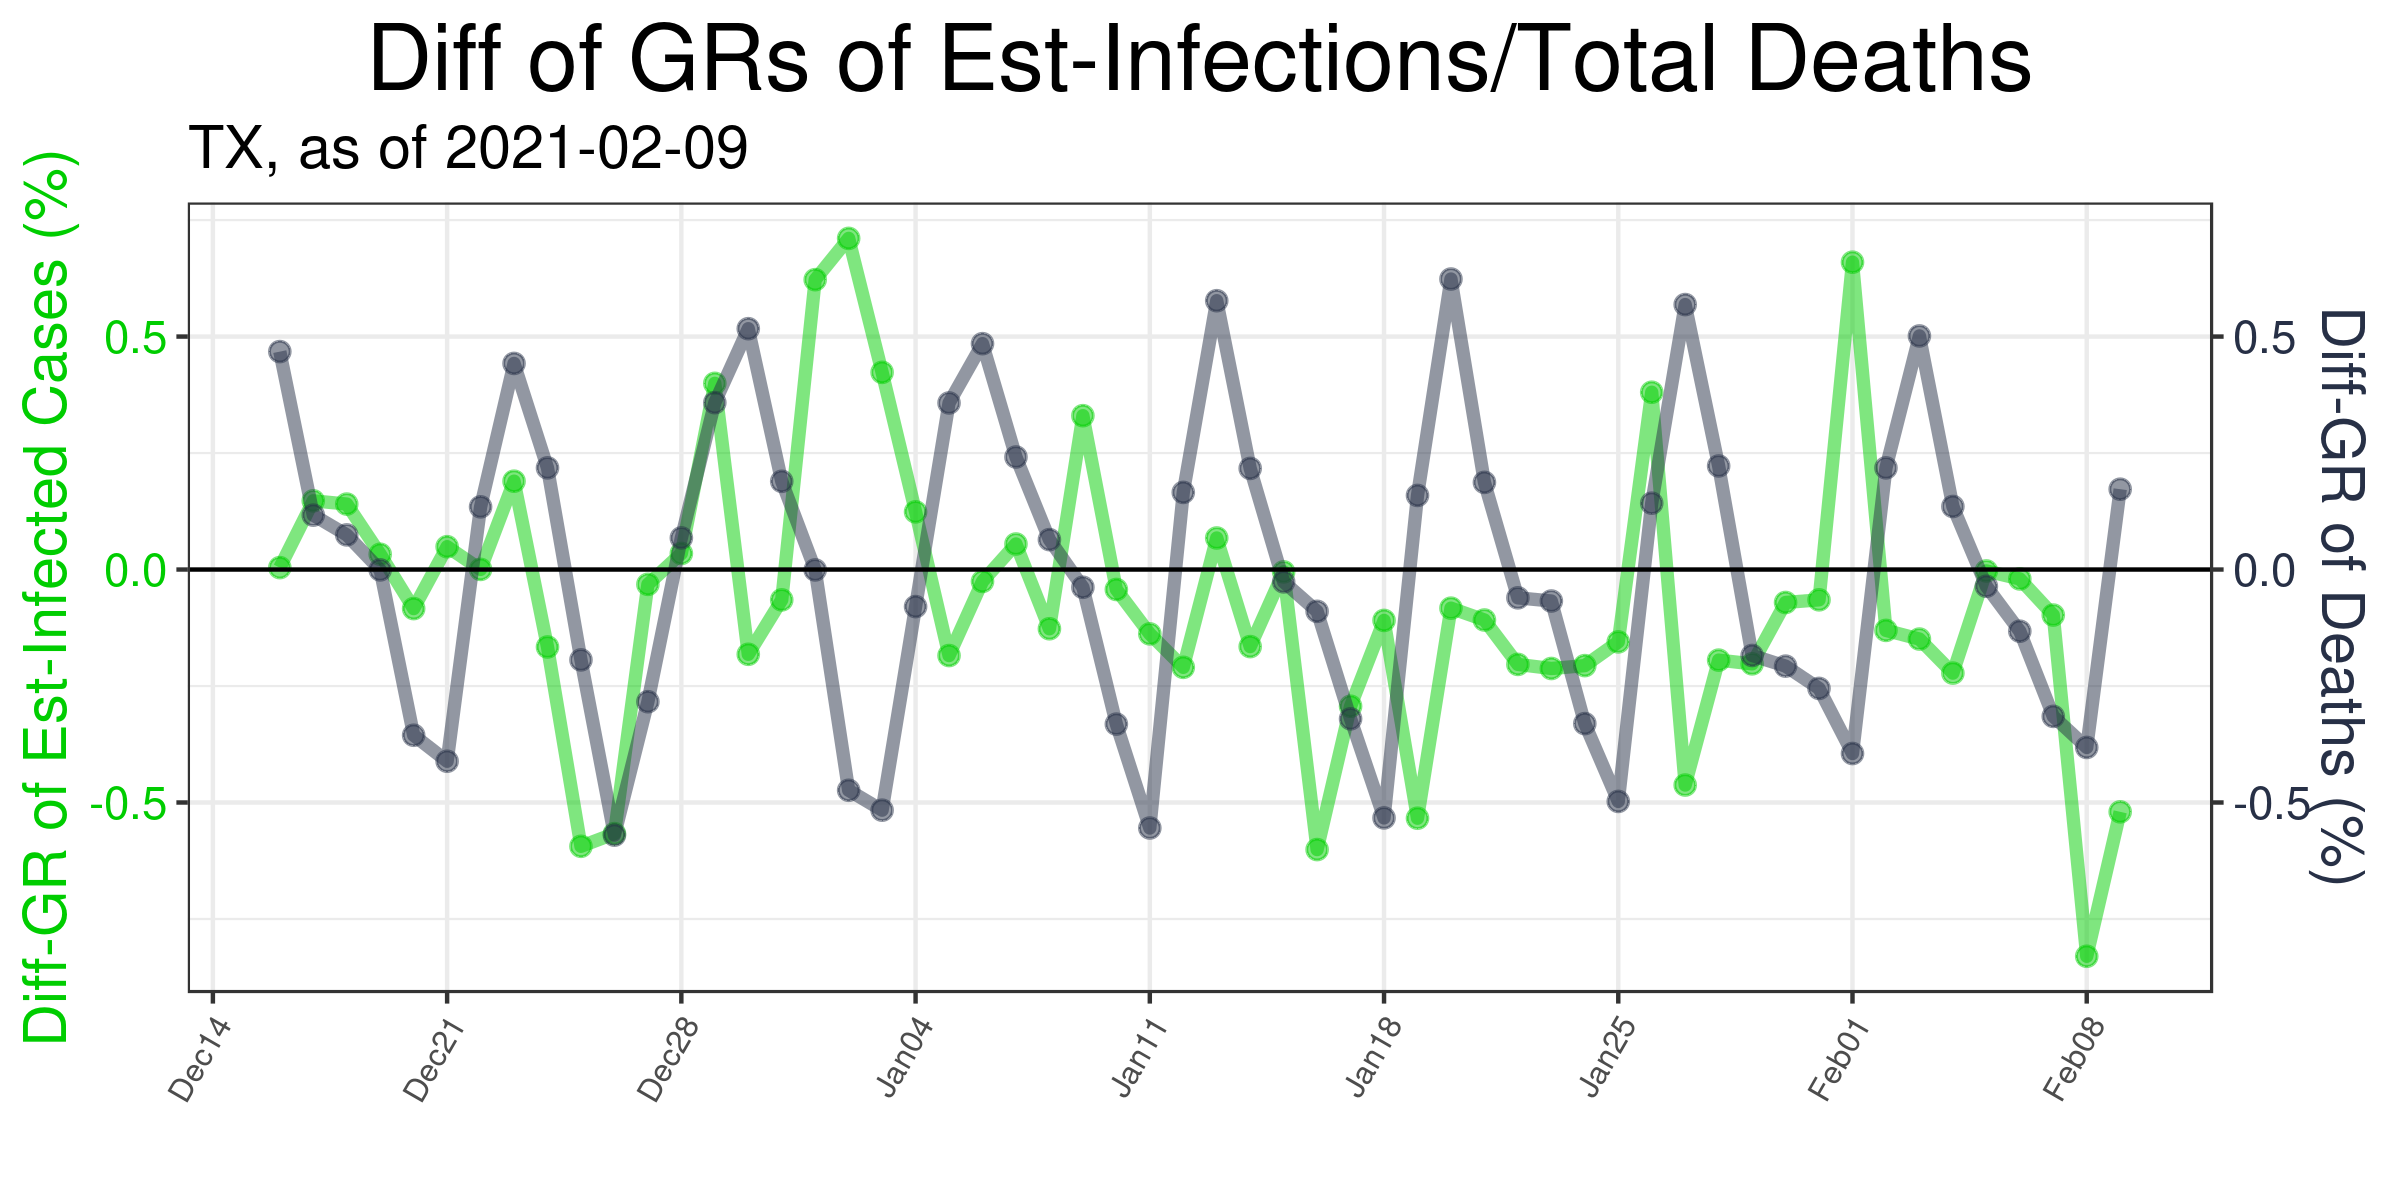 Diff of GRs of Est-Infections/Total Deaths
TX, as of 2021-02-09
Diff-GR of Est-Infected Cases (%)
0.5
0.0
-0.5
0.5
0.0
-0.5
Diff-GR of Deaths (%)
Dec14
Dec21
Dec28
Jan04
Jan11
Jan18
Jan25
Feb01
Feb08